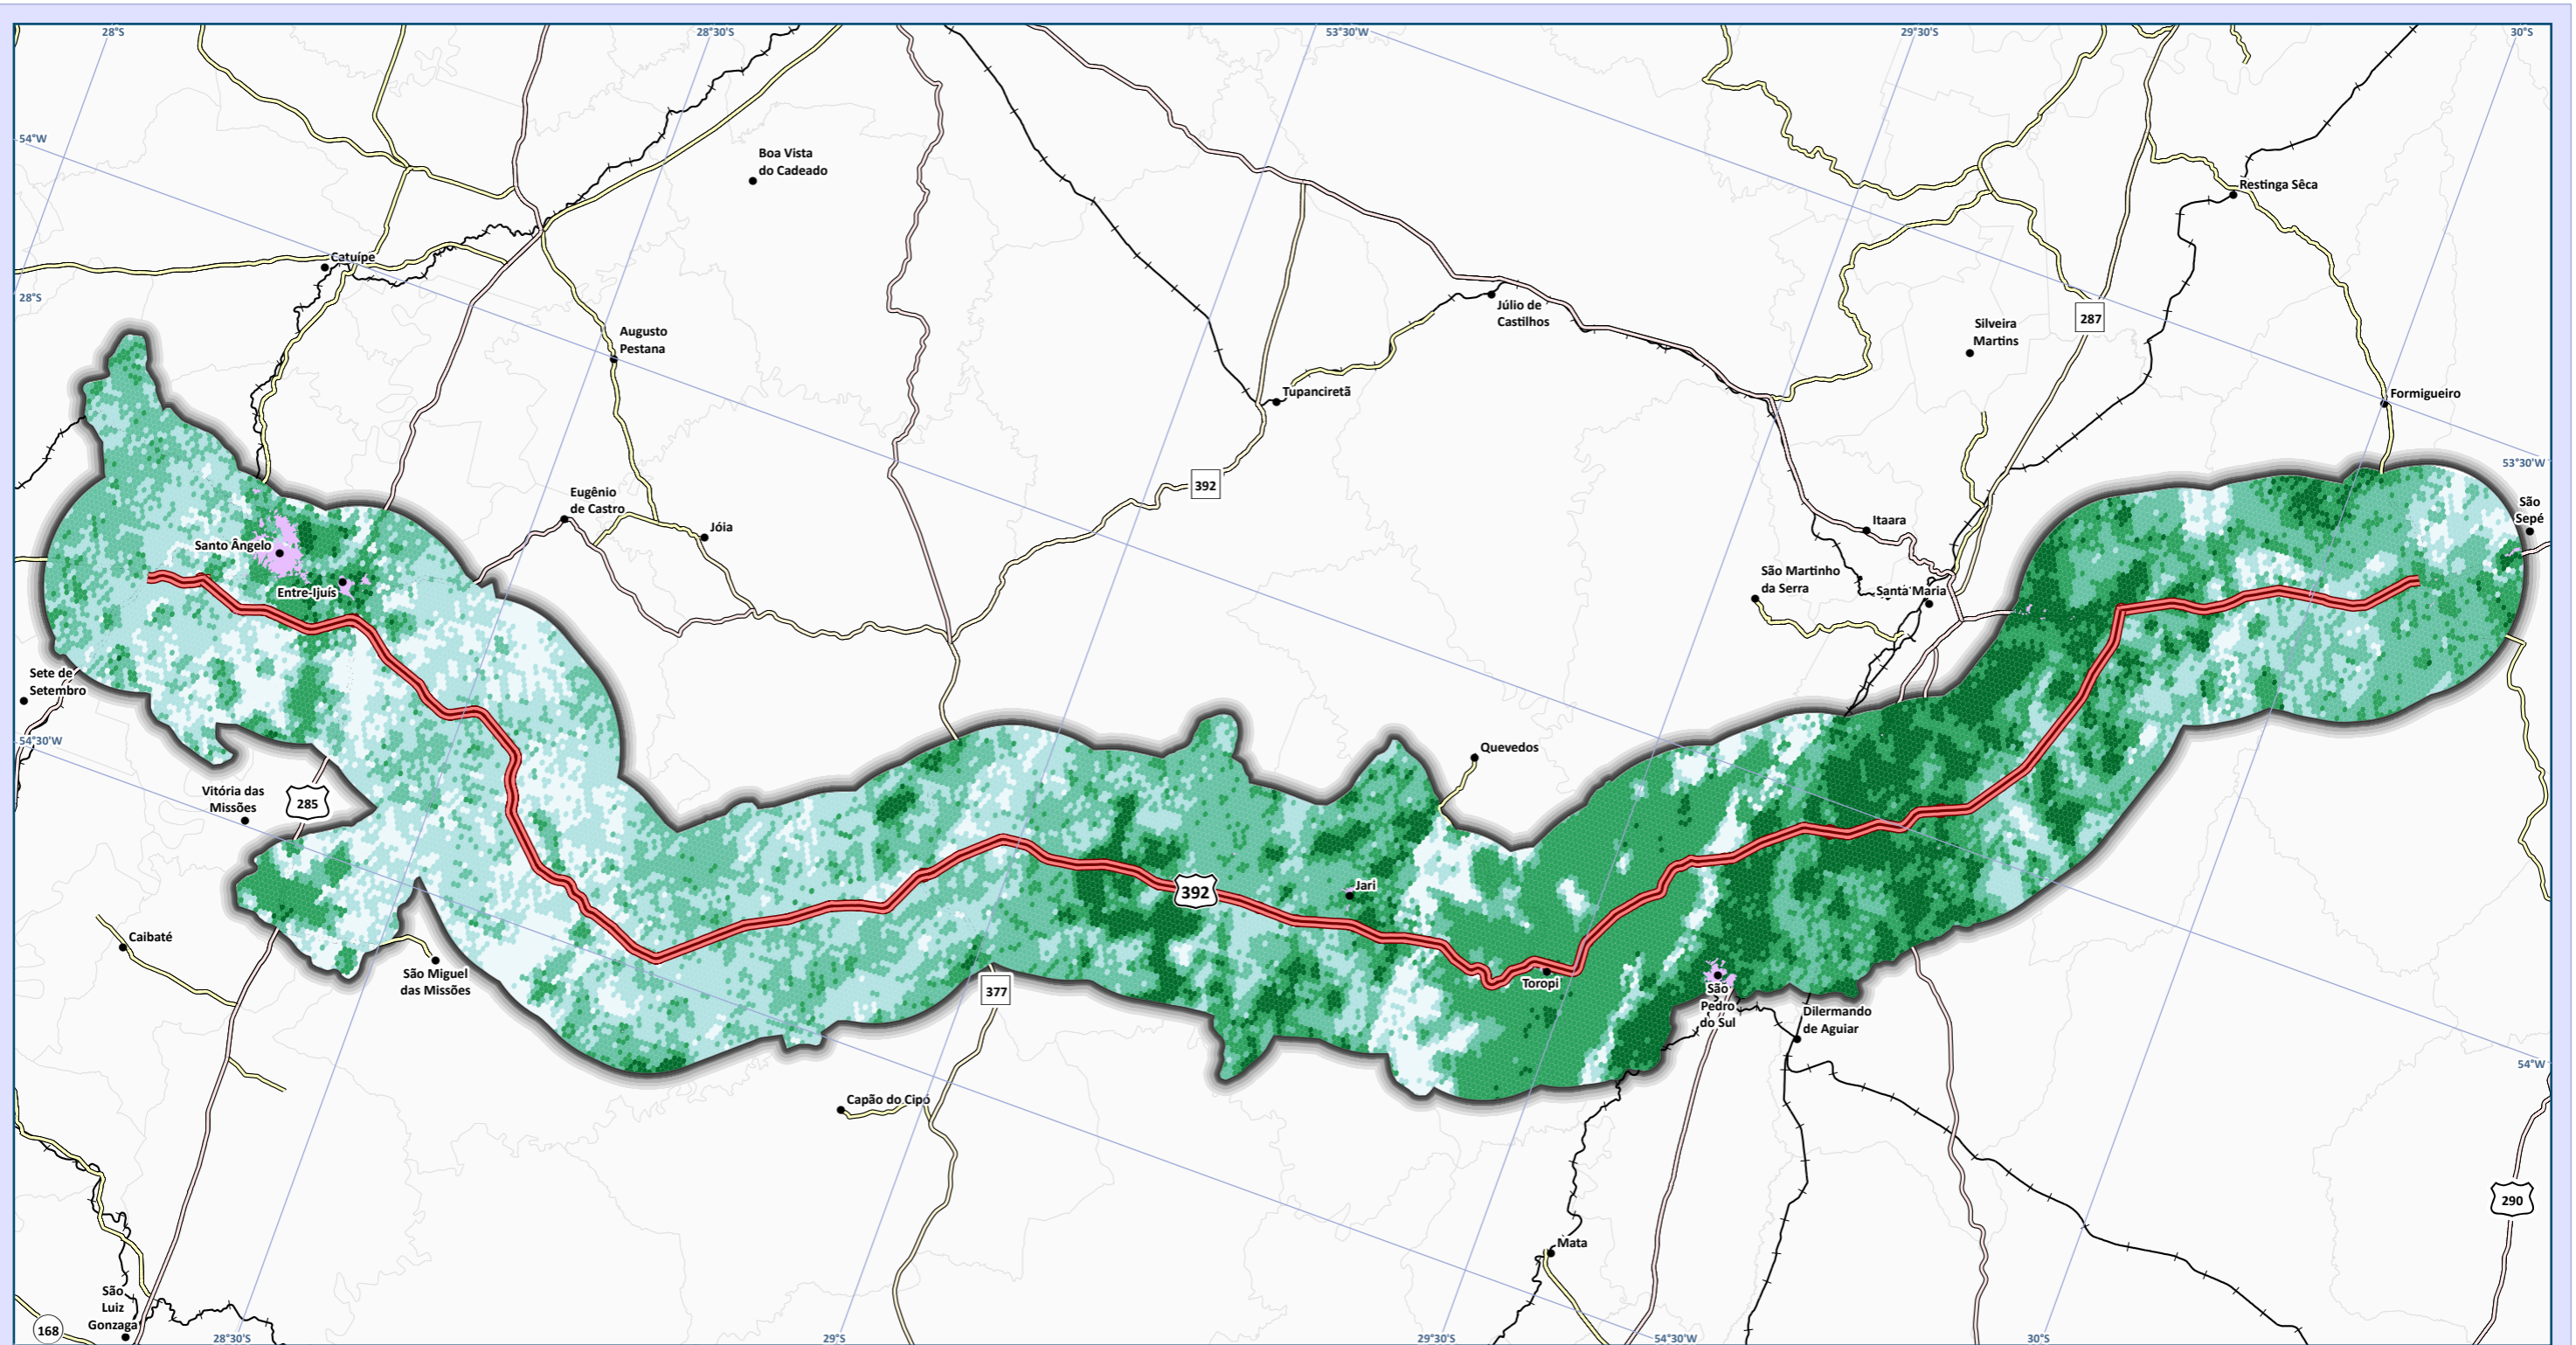 28°S
28°30'S
53°30'W
29°30'S
30°S
54°W
Boa Vista
do Cadeado
Restinga Sêca
Catuípe
28°S
Júlio de
Castilhos
287
Silveira
Martins
Augusto
Pestana
Tupanciretã
Formigueiro
53°30'W
392
Eugênio
de Castro
Jóia
São
Sepé
Itaara
Santo Ângelo
São Martinho
da Serra
Santa Maria
Entre-Ijuís
Sete de
Setembro
54°30'W
Quevedos
Vitória das
Missões
285
392
Jari
Caibaté
São Miguel
das Missões
377
Toropi
São
Pedro
do Sul
Dilermando
de Aguiar
54°W
Capão do Cipó
290
Mata
São
Luiz
Gonzaga
168
28°30'S
29°S
29°30'S
54°30'W
30°S